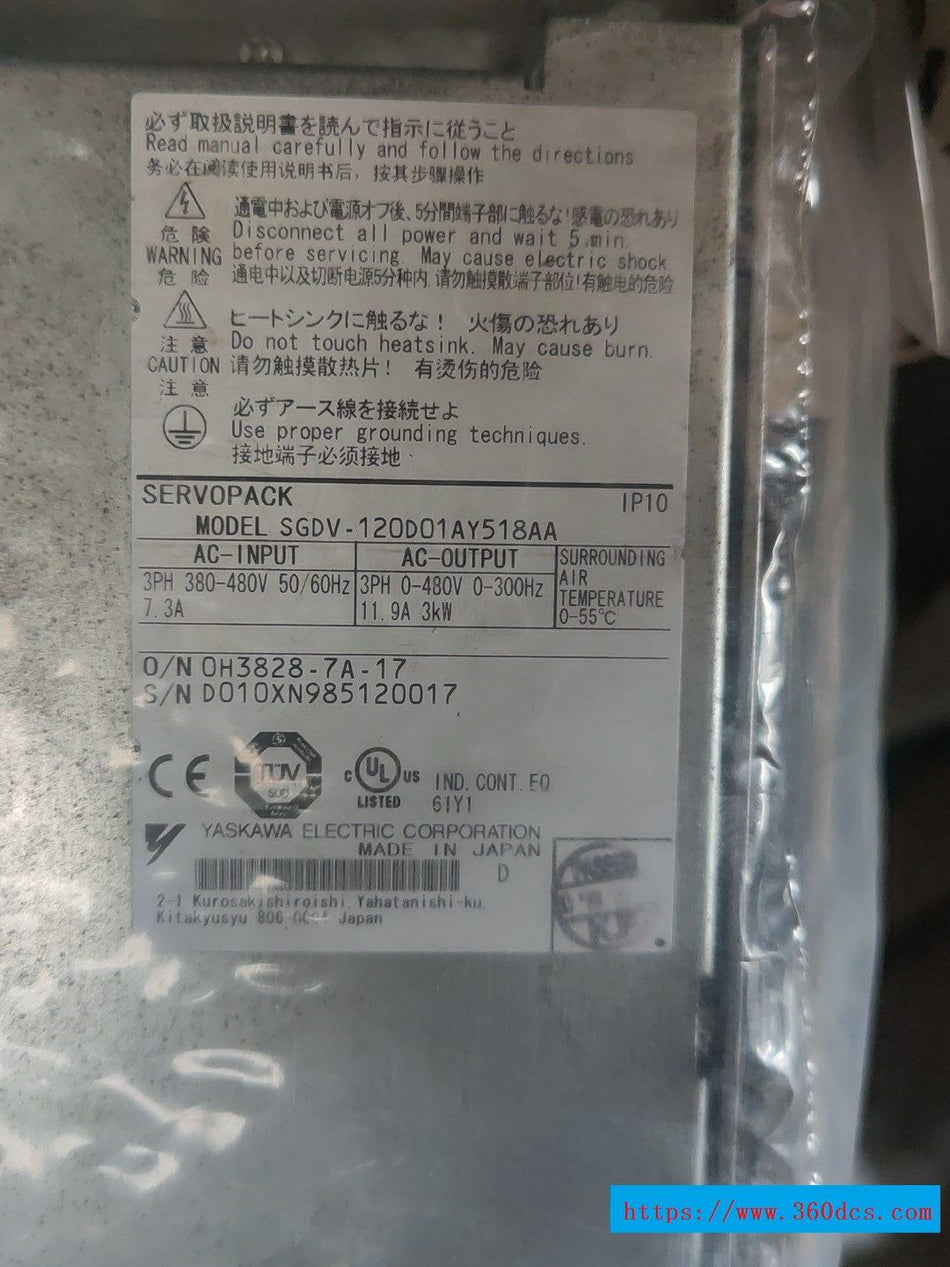 必ず取扱説明書を読んで指示に従うこと
Read manual carefully and follow the directions
务必在阅读使用说明书后，按其步骤操作
危険
WARNING
危险
通電中および電源オフ後、5分間端子部に触るな!感電の恐れあり
Disconnect all power and wait 5 min.
before servicing. May cause electric shock
通电中以及切断电源5分种内,请勿触摸散端子部位!有触电的危险
注意
CAUTION
注意
ヒートシンクに触るな！ 火傷の恐れあり
Do not touch heatsink. May cause burn.
请勿触摸散热片！ 有烫伤的危险
必ずアース線を接続せよ
Use proper grounding techniques.
接地端子必须接地
SERVOPACK IP10
MODEL SGDV-120D01AY518AA
AC-INPUT
3PH 380-480V 50/60Hz
7.3A
AC-OUTPUT
3PH 0-480V 0-300Hz
11.9A 3kW
SURROUNDING
AIR
TEMPERATURE
0-55℃
O/N OH3828-7A-17
S/N D010XN985120017
CE
TÜV
SÜD
C UL US
LISTED
IND. CONT. EQ
61Y1
YASKAWA ELECTRIC CORPORATION
MADE IN JAPAN
D
2-1 Kurosakishiroishi, Yahatanishi-ku,
Kitakyusyu 806 Japan
https://www.360dcs.com